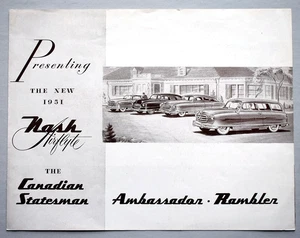 Presenting
THE NEW
1951
Nash
Airflyte
THE
Canadian
Statesman
Ambassador · Rambler